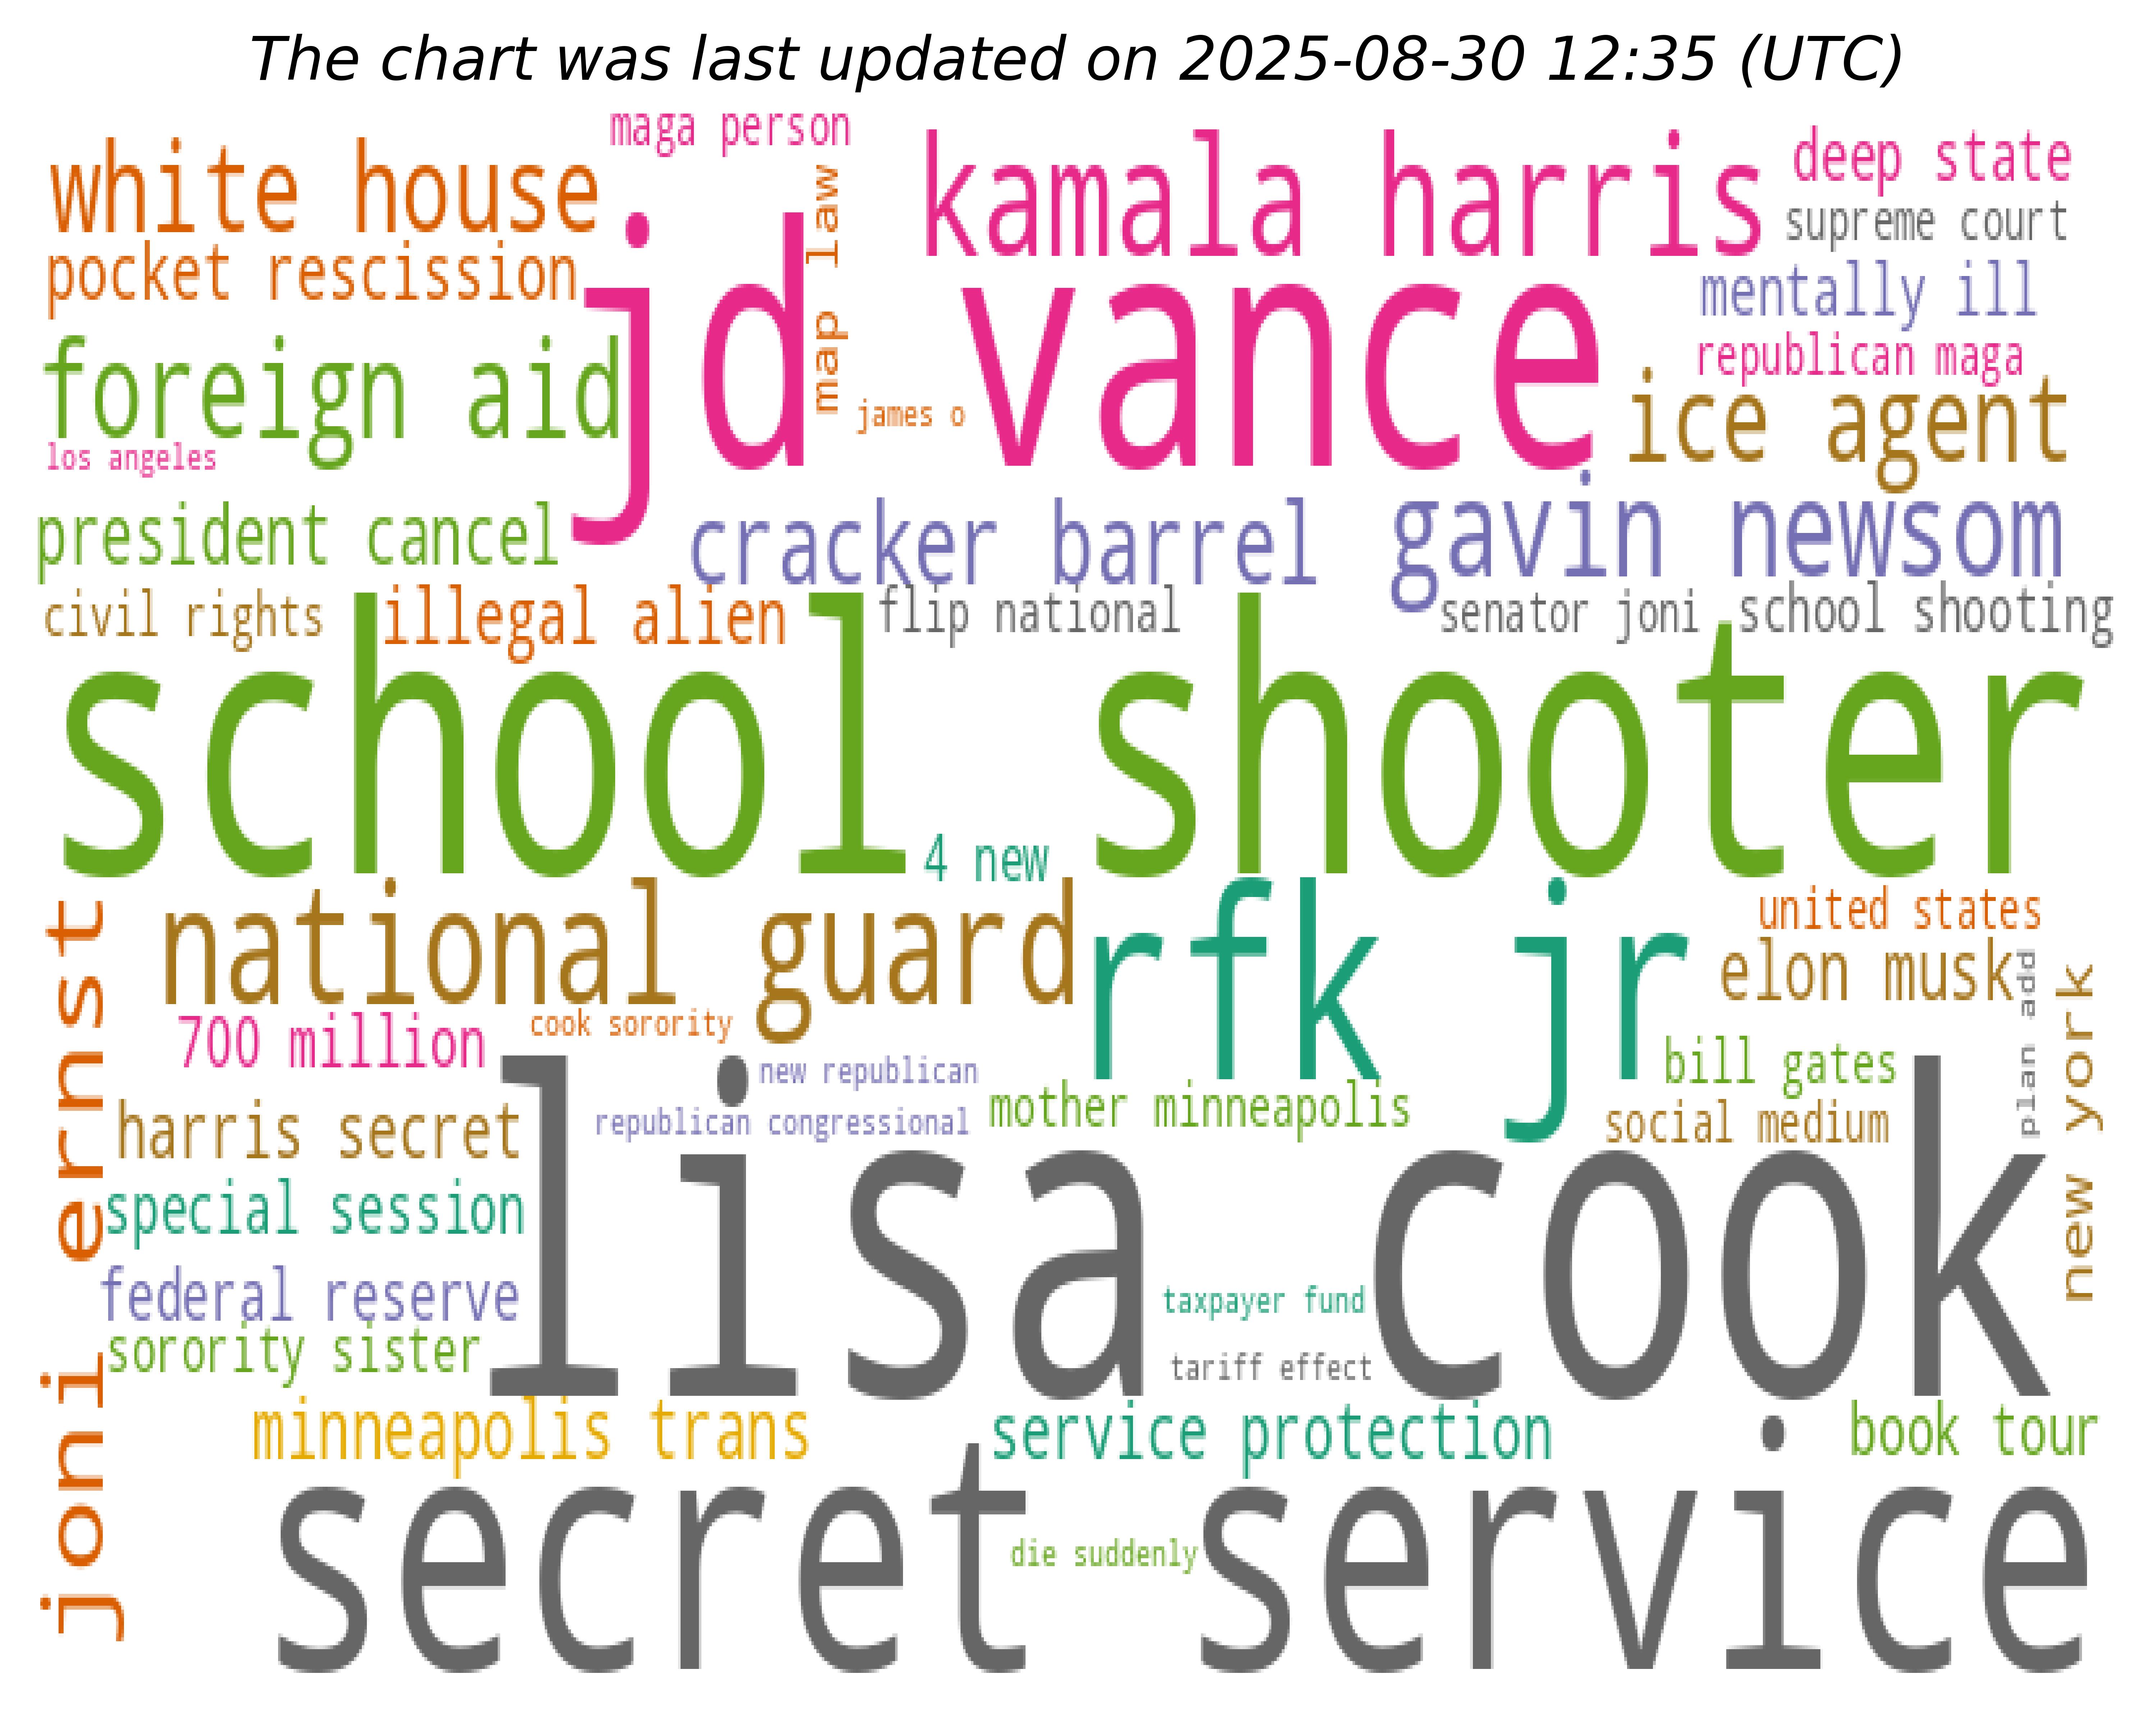 The chart was last updated on 2025-08-30 12:35 (UTC)
maga person
white house
kamala harris
deep state
supreme court
map law
pocket rescission
jd vance
mentally ill
republican maga
foreign aid
james o
ice agent
los angeles
president cancel
cracker barrel
gavin newsom
civil rights
illegal alien
flip national
senator joni
school shooting
school shooter
4 new
national guard
rfk jr
united states
elon musk
plan add
new york
joni ernst
700 million
cook sorority
new republican
bill gates
harris secret
republican congressional
mother minneapolis
social medium
lisa cook
special session
federal reserve
taxpayer fund
sorority sister
tariff effect
minneapolis trans
service protection
book tour
secret service
die suddenly